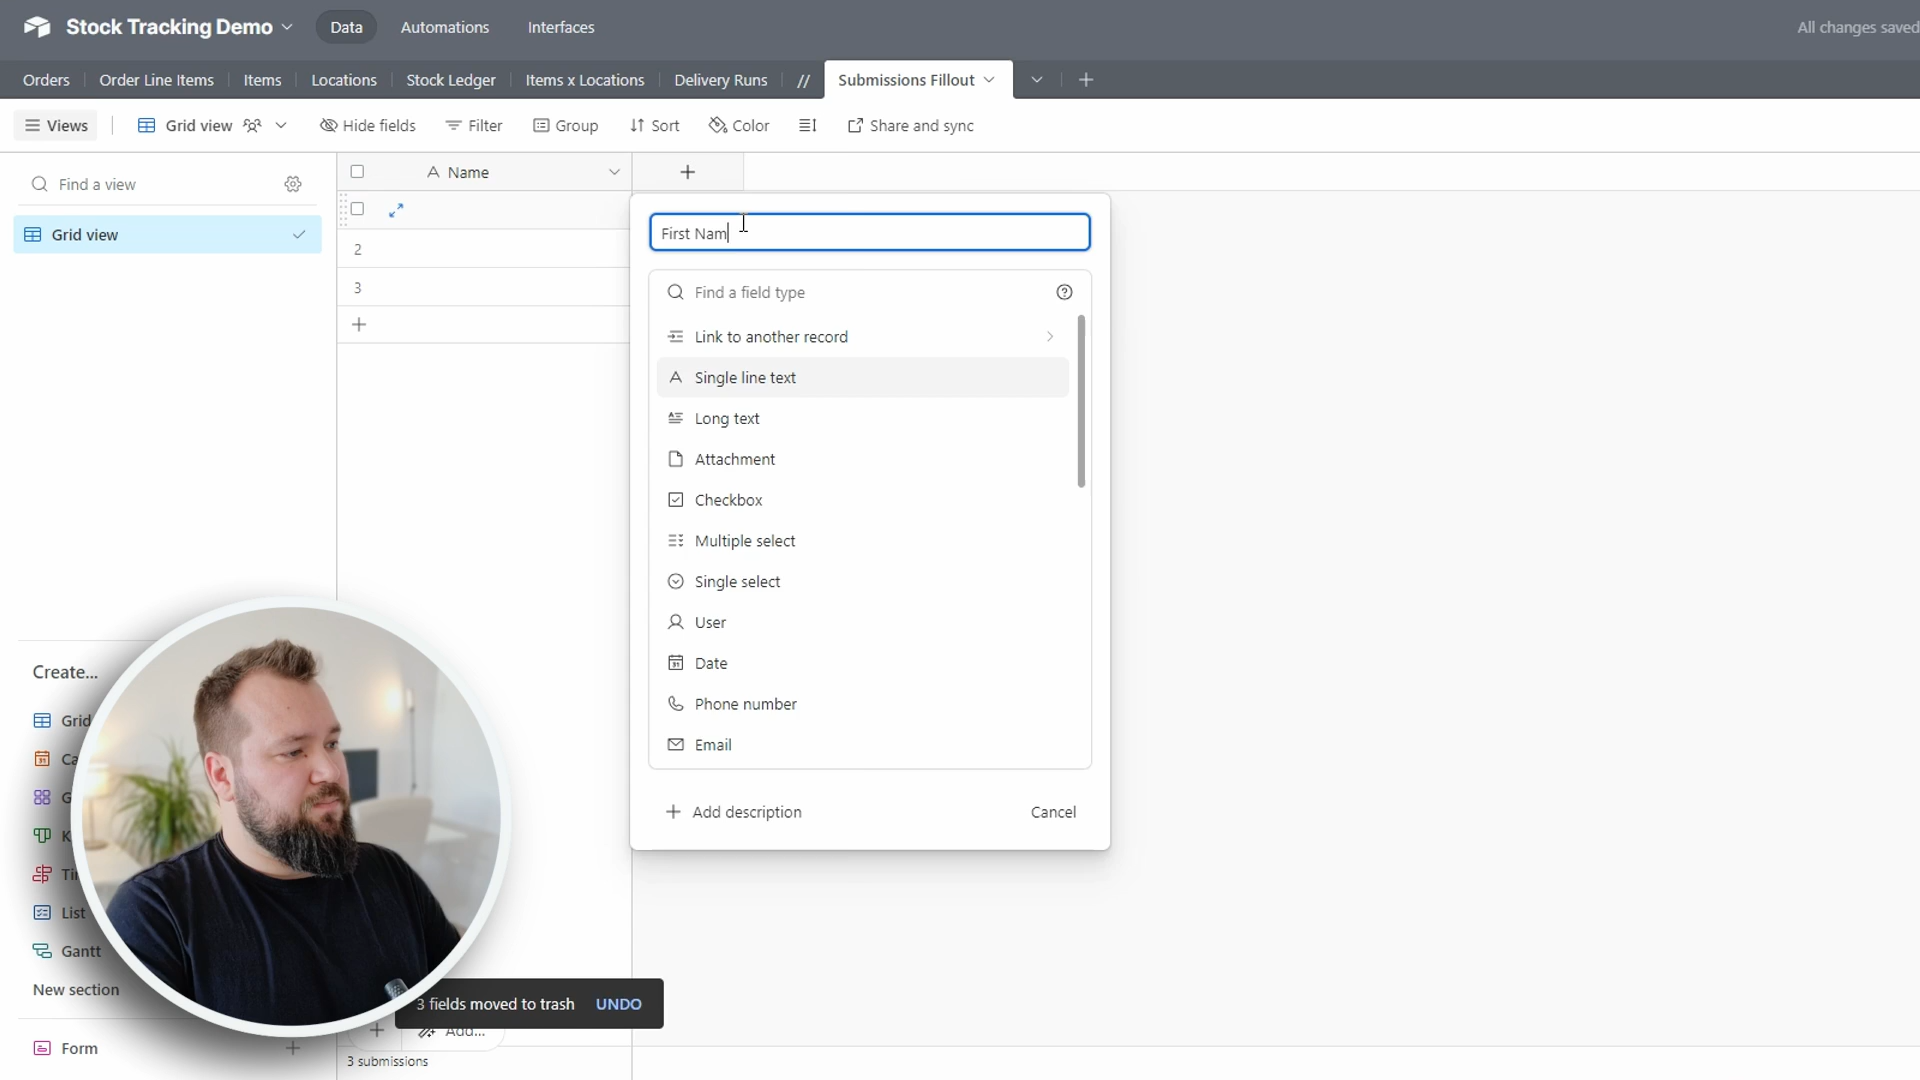 Stock Tracking Demo Data Automations Interfaces All changes saved
Orders Order Line Items Items Locations Stock Ledger Items x Locations Delivery Runs // Submissions Fillout
Views Grid view Hide fields Filter Group Sort Color Share and sync
Find a view
Grid view
Name
2
3
First Nam
Find a field type
Link to another record
Single line text
Long text
Attachment
Checkbox
Multiple select
Single select
User
Date
Phone number
Email
Add description Cancel
Create...
Grid
Ca
G
K
Ti
List
Gantt
New section
3 fields moved to trash UNDO
Add...
Form
3 submissions